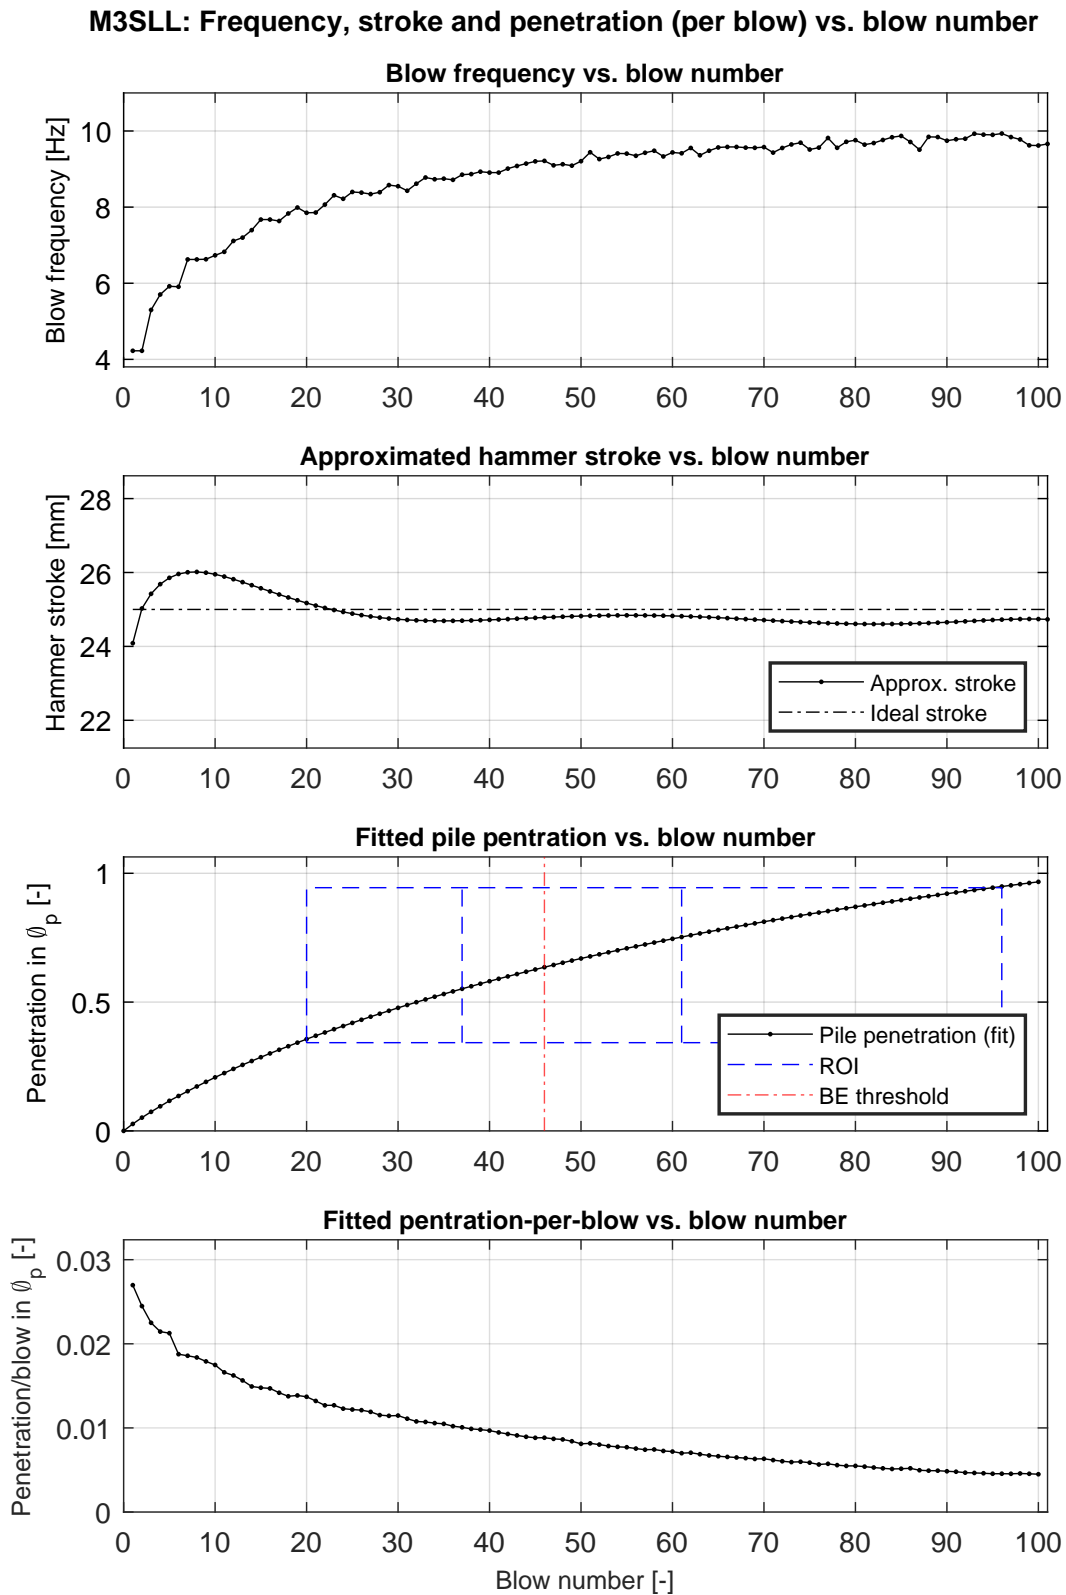 M3SLL: Frequency, stroke and penetration (per blow) vs. blow number
Blow frequency vs. blow number
Blow frequency [Hz]
10
8
6
4
0 10 20 30 40 50 60 70 80 90 100
Approximated hammer stroke vs. blow number
Hammer stroke [mm]
28
26
24
22
Approx. stroke
Ideal stroke
0 10 20 30 40 50 60 70 80 90 100
Fitted pile pentration vs. blow number
Penetration in ∅_p [-]
1
0.5
0
Pile penetration (fit)
ROI
BE threshold
0 10 20 30 40 50 60 70 80 90 100
Fitted pentration-per-blow vs. blow number
Penetration/blow in ∅_p [-]
0.03
0.02
0.01
0
0 10 20 30 40 50 60 70 80 90 100
Blow number [-]